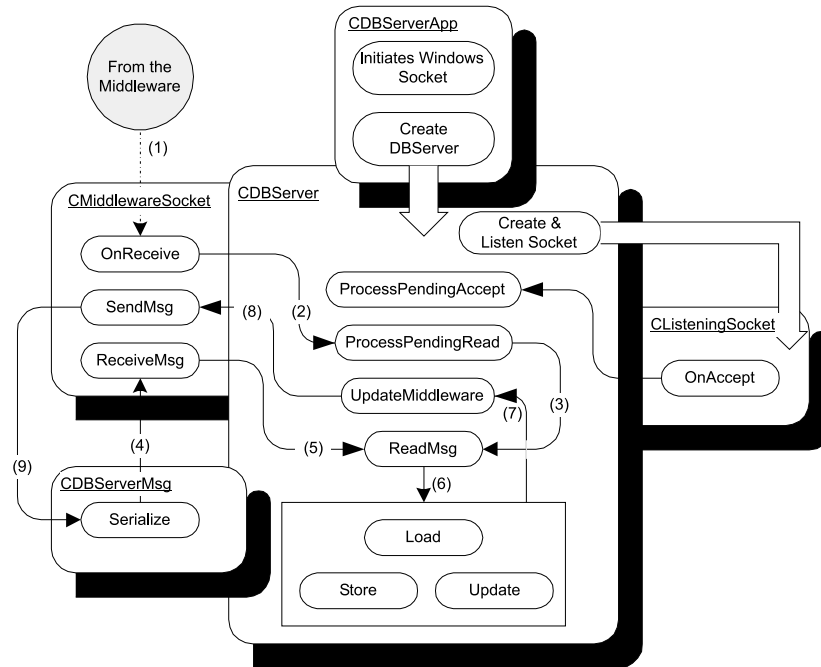 CDBServerApp
Initiates Windows
Socket
Create
DBServer
From the
Middleware
(1)
CMiddlewareSocket
OnReceive
SendMsg
ReceiveMsg
CDBServer
Create &
Listen Socket
ProcessPendingAccept
(2)
(8)
ProcessPendingRead
UpdateMiddleware
(7)
(3)
(5)
ReadMsg
(6)
Load
Store
Update
CListeningSocket
OnAccept
(4)
(9)
CDBServerMsg
Serialize